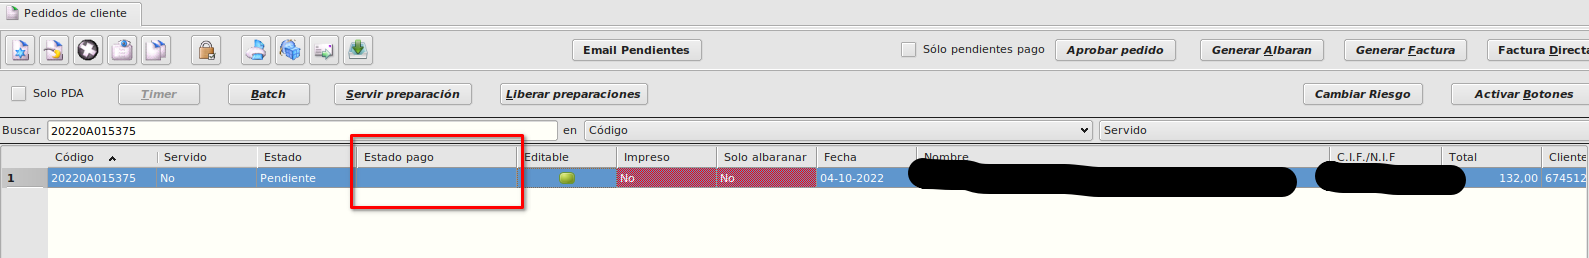 Pedidos de cliente
Email Pendientes Sólo pendientes pago Aprobar pedido Generar Albaran Generar Factura Factura Directa
Solo PDA Timer Batch Servir preparación Liberar preparaciones Cambiar Riesgo Activar Botones
Buscar 20220A015375 en Código Servido
Código Servido Estado Estado pago Editable Impreso Solo albaranar Fecha Nombre C.I.F./N.I.F Total Cliente
1 20220A015375 No Pendiente No No 04-10-2022 132,00 674512